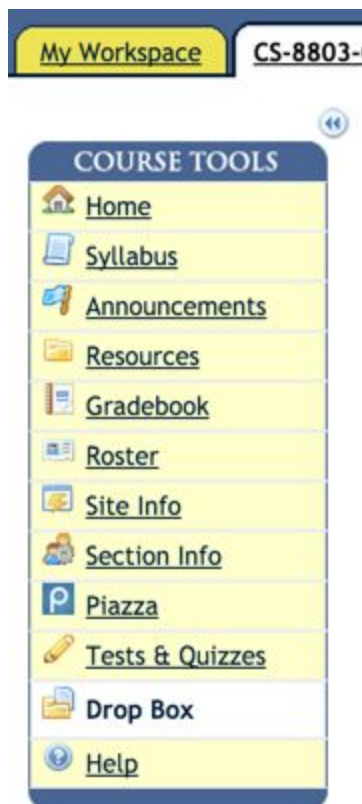 My Workspace
CS-8803-
COURSE TOOLS
Home
Syllabus
Announcements
Resources
Gradebook
Roster
Site Info
Section Info
Piazza
Tests & Quizzes
Drop Box
Help